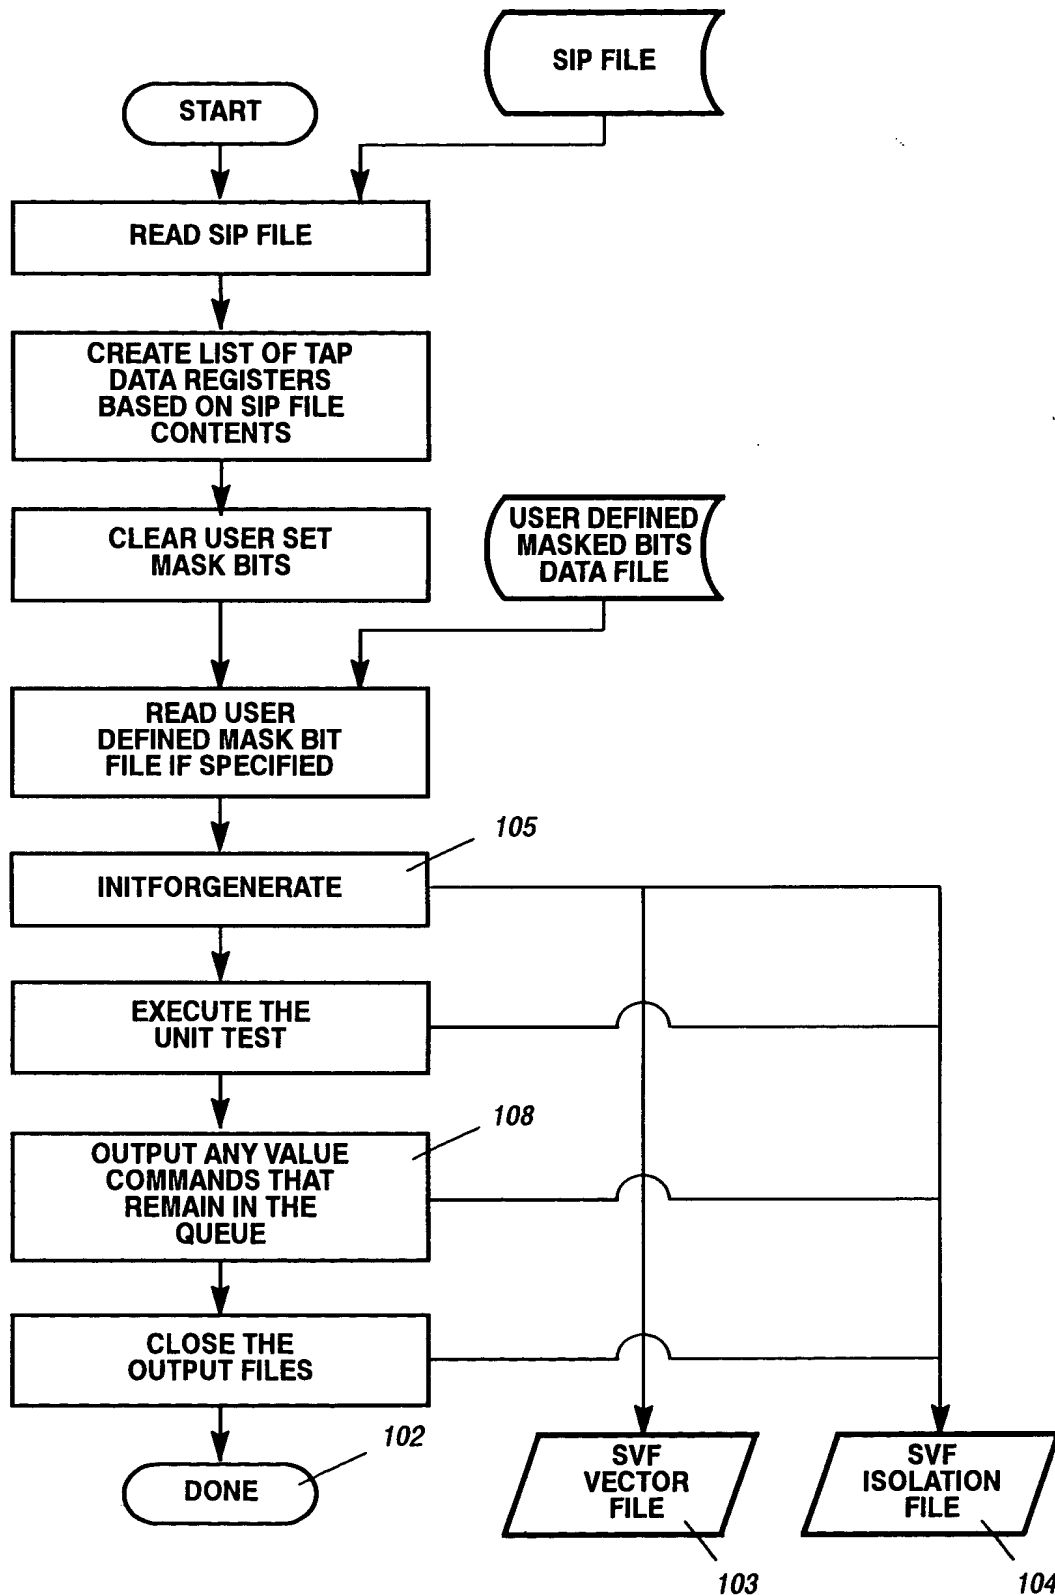 SIP FILE
START
READ SIP FILE
CREATE LIST OF TAP
DATA REGISTERS
BASED ON SIP FILE
CONTENTS
CLEAR USER SET
MASK BITS
USER DEFINED
MASKED BITS
DATA FILE
READ USER
DEFINED MASK BIT
FILE IF SPECIFIED
105
INITFORGENERATE
EXECUTE THE
UNIT TEST
108
OUTPUT ANY VALUE
COMMANDS THAT
REMAIN IN THE
QUEUE
CLOSE THE
OUTPUT FILES
102
DONE
SVF
VECTOR
FILE
103
SVF
ISOLATION
FILE
104